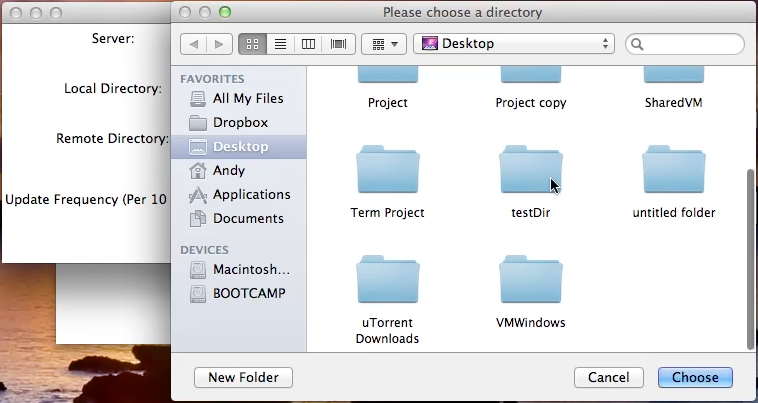 Please choose a directory
Server:
Local Directory:
Remote Directory:
Update Frequency (Per 10
Desktop
FAVORITES
All My Files
Dropbox
Desktop
Andy
Applications
Documents
DEVICES
Macintosh...
BOOTCAMP
Project
Project copy
SharedVM
Term Project
testDir
untitled folder
uTorrent
Downloads
VMWindows
New Folder
Cancel
Choose